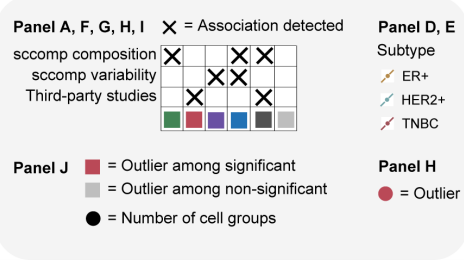 Panel A, F, G, H, I X = Association detected
sccomp composition
sccomp variability
Third-party studies
Panel D, E
Subtype
ER+
HER2+
TNBC
Panel J = Outlier among significant
= Outlier among non-significant
= Number of cell groups
Panel H
= Outlier